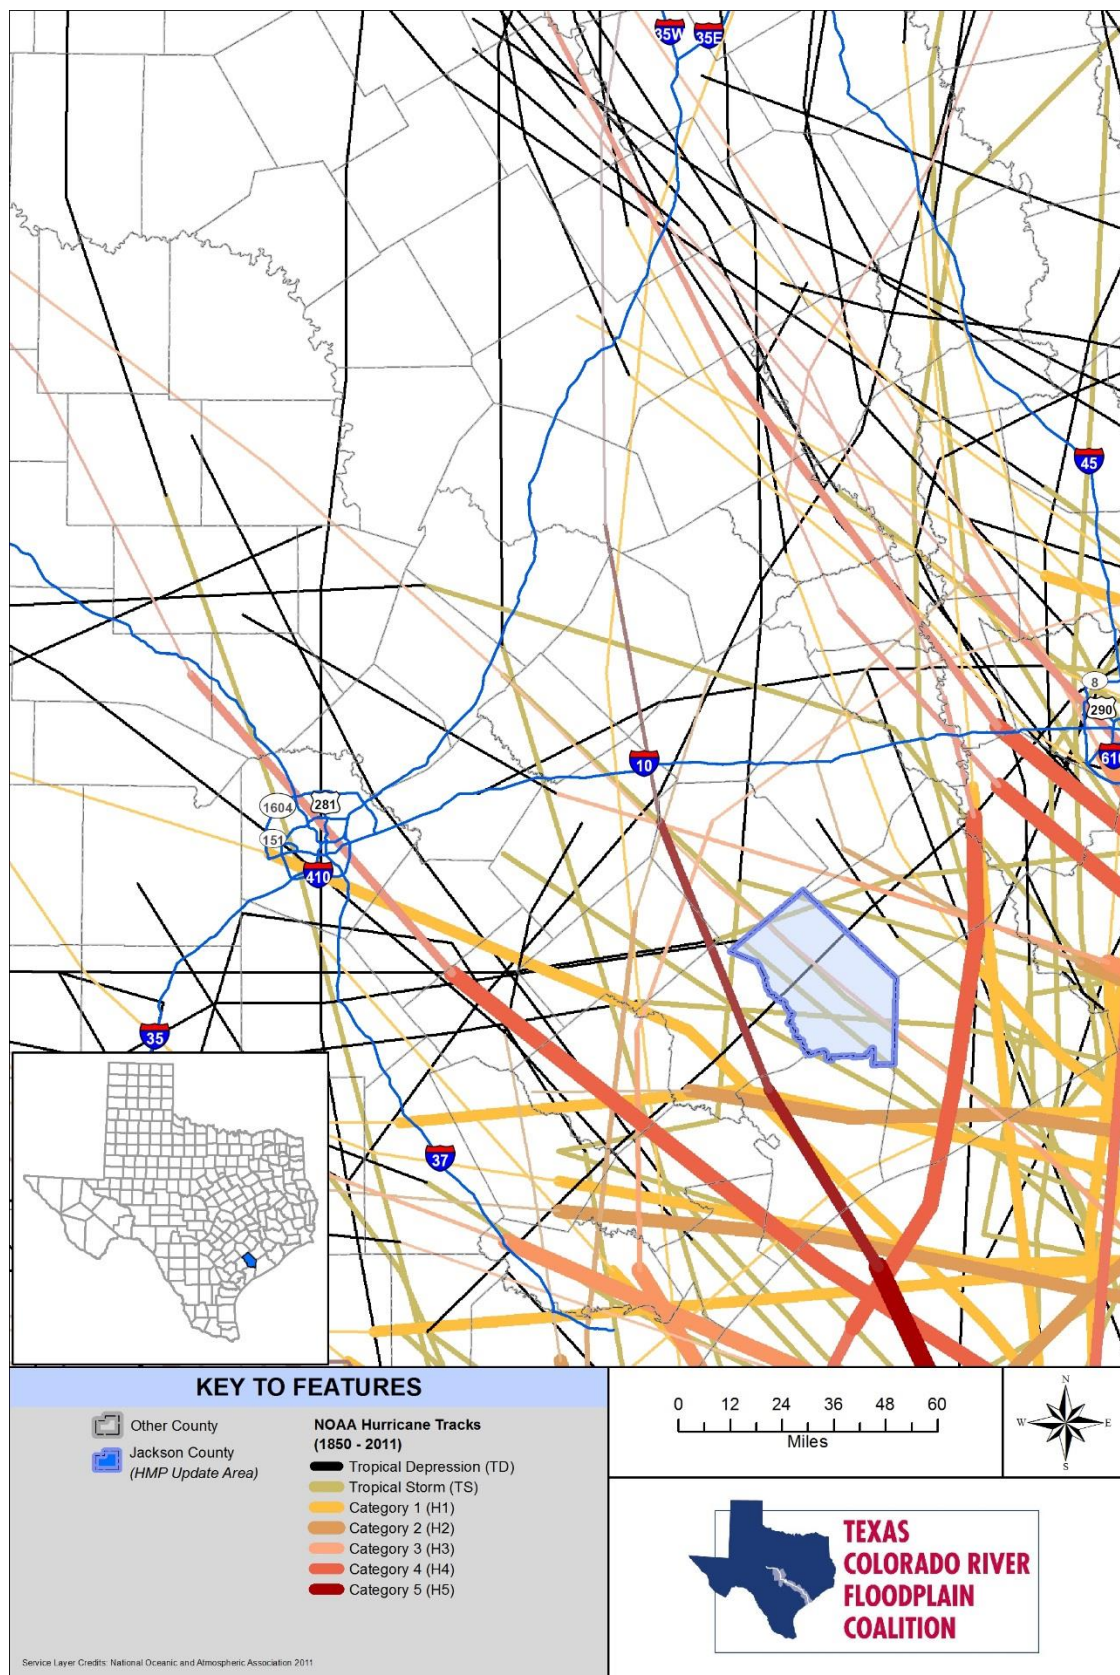 35W
35E
45
8
290
610
10
1604
281
151
410
35
37
KEY TO FEATURES
Other County
Jackson County
(HMP Update Area)
NOAA Hurricane Tracks
(1850 - 2011)
Tropical Depression (TD)
Tropical Storm (TS)
Category 1 (H1)
Category 2 (H2)
Category 3 (H3)
Category 4 (H4)
Category 5 (H5)
Service Layer Credits: National Oceanic and Atmospheric Association 2011
0 12 24 36 48 60
Miles
N
W E
S
TEXAS
COLORADO RIVER
FLOODPLAIN
COALITION